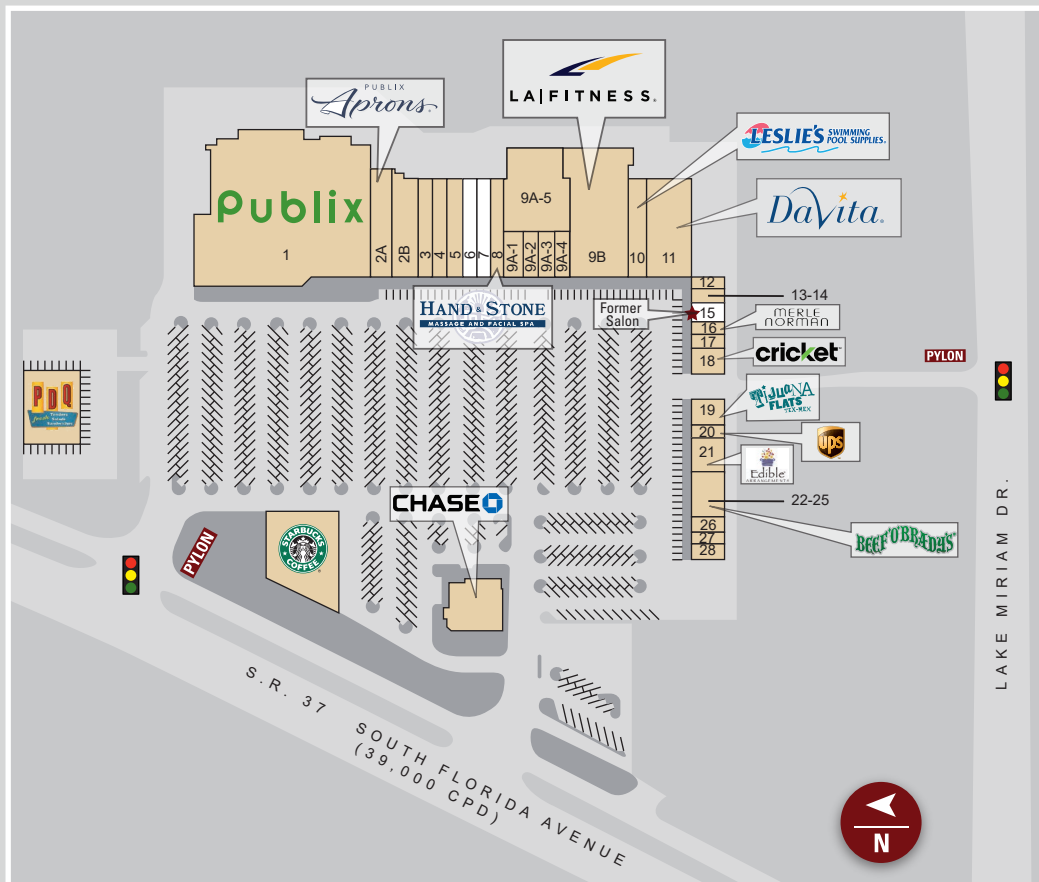 PUBLIX
Aprons
LA|FITNESS.
LESLIE'S SWIMMING
POOL SUPPLIES.
DaVita.
Publix
1
2A
2B
3
4
5
6
7
8
9A-5
9A-1
9A-2
9A-3
9A-4
9B
10
11
12
13-14
15
16
17
18
HAND & STONE
MASSAGE AND FACIAL SPA
Former
Salon
MERLE
NORMAN
cricket
PYLON
PDQ
TIJUANA
FLATS
TEX-MEX
19
20
21
22-25
26
27
28
ups
Edible
ARRANGEMENTS
BEEF 'O' BRADY'S
CHASE
STARBUCKS
COFFEE
PYLON
LAKE MIRIAM DR.
S.R. 37 SOUTH FLORIDA AVENUE
(39,000 CPD)
N